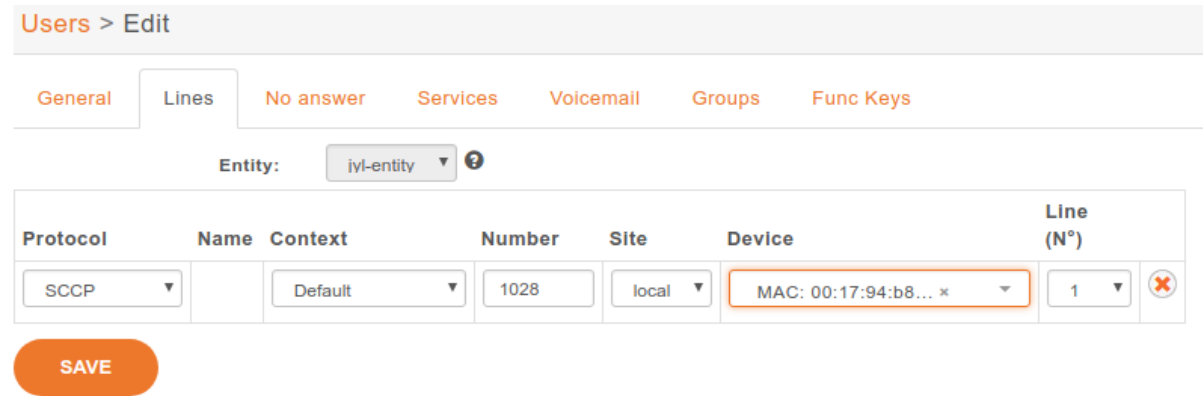 Users > Edit
General Lines No answer Services Voicemail Groups Func Keys
Entity: jyl-entity
Protocol Name Context Number Site Device Line (N°)
SCCP Default 1028 local MAC: 00:17:94:b8... × 1
SAVE